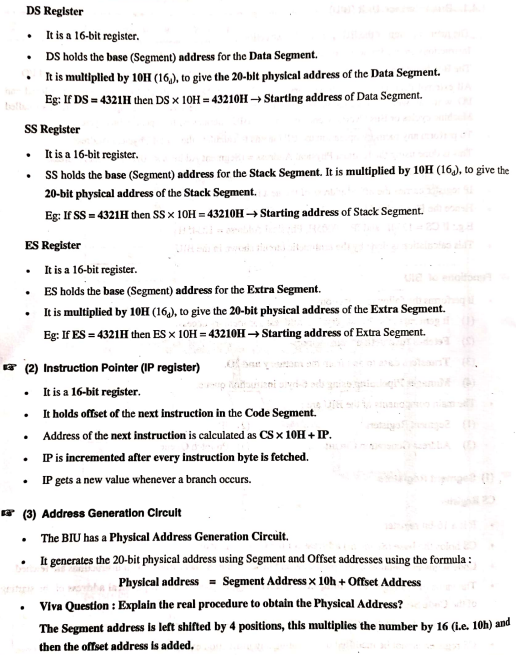 DS Register
• It is a 16-bit register.
• DS holds the base (Segment) address for the Data Segment.
• It is multiplied by 10H (16d), to give the 20-bit physical address of the Data Segment.
Eg: If DS = 4321H then DS × 10H = 43210H → Starting address of Data Segment.
SS Register
• It is a 16-bit register.
• SS holds the base (Segment) address for the Stack Segment. It is multiplied by 10H (16d), to give the
20-bit physical address of the Stack Segment.
Eg: If SS = 4321H then SS × 10H = 43210H → Starting address of Stack Segment.
ES Register
• It is a 16-bit register.
• ES holds the base (Segment) address for the Extra Segment.
• It is multiplied by 10H (16d), to give the 20-bit physical address of the Extra Segment.
Eg: If ES = 4321H then ES × 10H = 43210H → Starting address of Extra Segment.
☞ (2) Instruction Pointer (IP register)
• It is a 16-bit register.
• It holds offset of the next instruction in the Code Segment.
• Address of the next instruction is calculated as CS × 10H + IP.
• IP is incremented after every instruction byte is fetched.
• IP gets a new value whenever a branch occurs.
☞ (3) Address Generation Circuit
• The BIU has a Physical Address Generation Circuit.
• It generates the 20-bit physical address using Segment and Offset addresses using the formula :
Physical address = Segment Address × 10h + Offset Address
• Viva Question : Explain the real procedure to obtain the Physical Address?
The Segment address is left shifted by 4 positions, this multiplies the number by 16 (i.e. 10h) and
then the offset address is added.